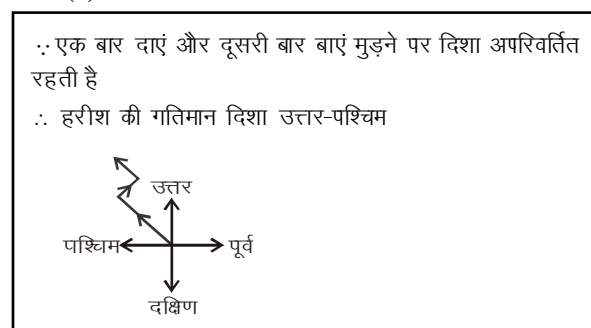 ∵ एक बार दाएं और दूसरी बार बाएं मुड़ने पर दिशा अपरिवर्तित
रहती है
∴ हरीश की गतिमान दिशा उत्तर-पश्चिम
उत्तर
पश्चिम
पूर्व
दक्षिण